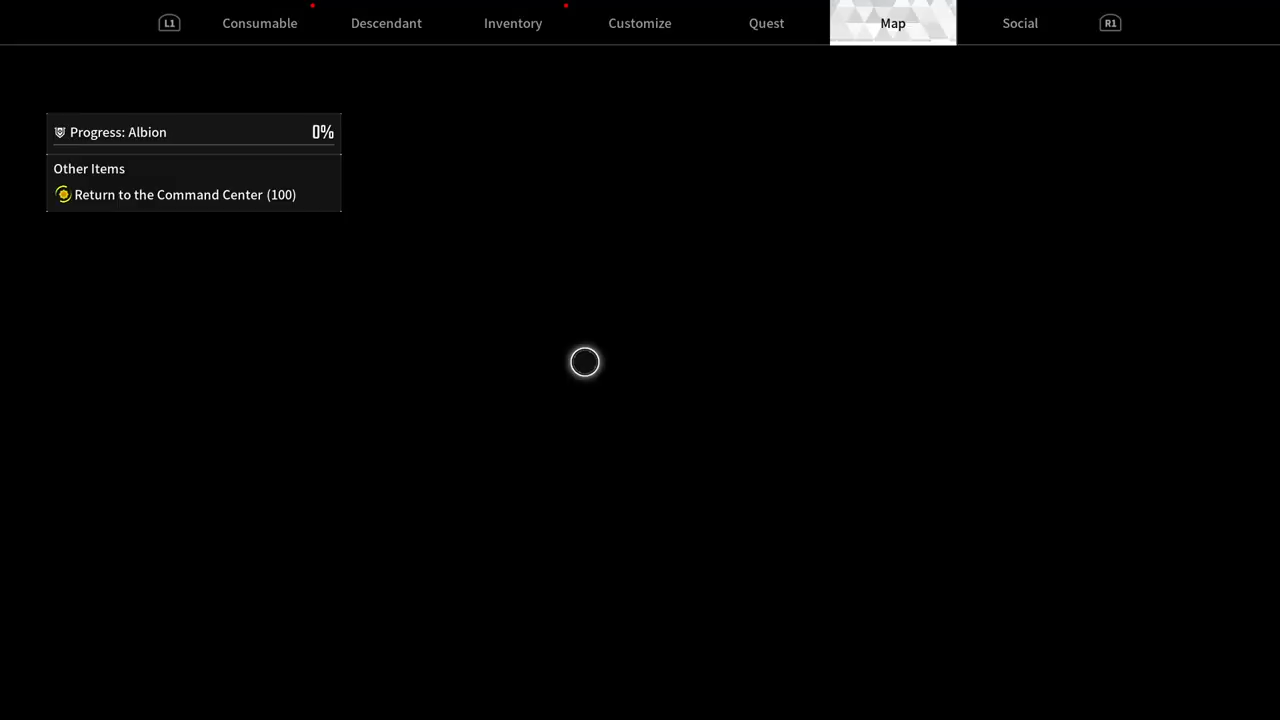 L1
Consumable
Descendant
Inventory
Customize
Quest
Map
Social
R1
Progress: Albion 0%
Other Items
Return to the Command Center (100)